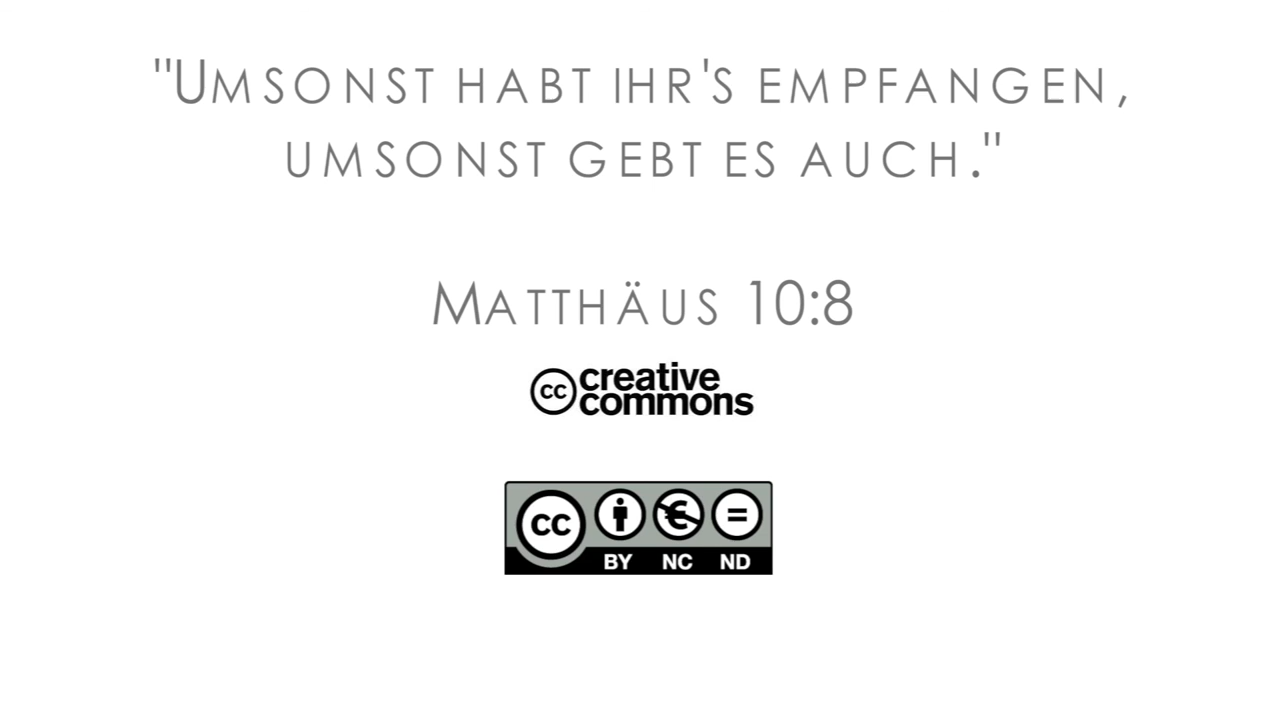 "UMSONST HABT IHR'S EMPFANGEN,
UMSONST GEBT ES AUCH."
MATTHÄUS 10:8
cc creative
commons
cc BY NC ND